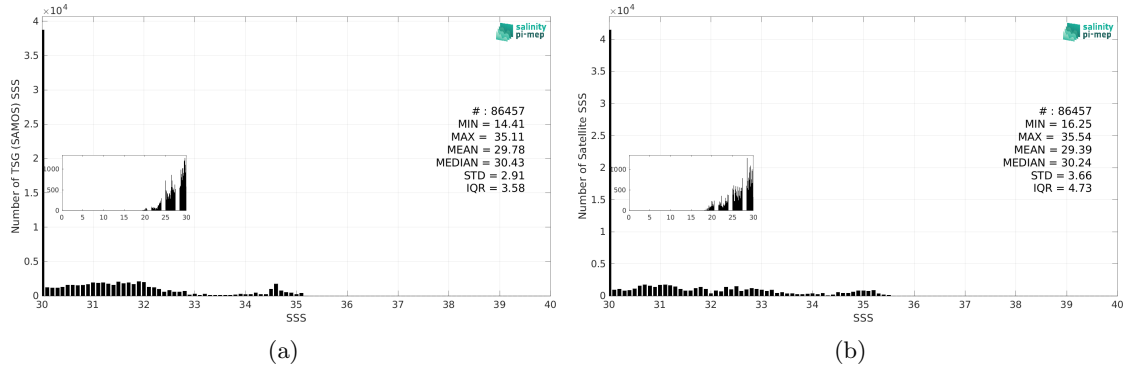 ×10⁴
4
3.5
3
2.5
2
1.5
1
0.5
0
Number of TSG (SAMOS) SSS
salinity
pi-mep
# : 86457
MIN = 14.41
MAX = 35.11
MEAN = 29.78
MEDIAN = 30.43
STD = 2.91
IQR = 3.58
1000
500
0
0 5 10 15 20 25 30
30 31 32 33 34 35 36 37 38 39 40
SSS
(a)
×10⁴
4
3.5
3
2.5
2
1.5
1
0.5
0
Number of Satellite SSS
salinity
pi-mep
# : 86457
MIN = 16.25
MAX = 35.54
MEAN = 29.39
MEDIAN = 30.24
STD = 3.66
IQR = 4.73
1000
500
0
0 5 10 15 20 25 30
30 31 32 33 34 35 36 37 38 39 40
SSS
(b)